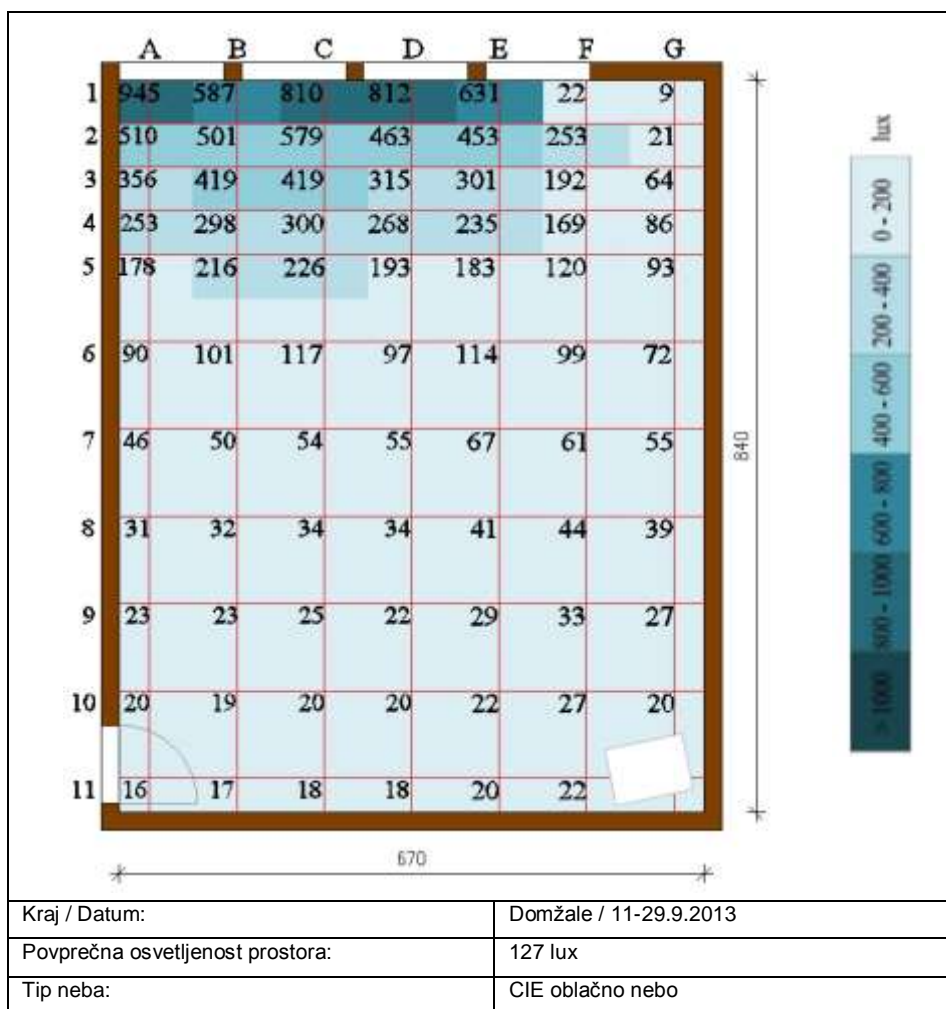 A B C D E F G
1 945 587 810 812 631 22 9
2 510 501 579 463 453 253 21
3 356 419 419 315 301 192 64
4 253 298 300 268 235 169 86
5 178 216 226 193 183 120 93
6 90 101 117 97 114 99 72
7 46 50 54 55 67 61 55
8 31 32 34 34 41 44 39
9 23 23 25 22 29 33 27
10 20 19 20 20 22 27 20
11 16 17 18 18 20 22
840
670
lux
0 - 200
200 - 400
400 - 600
600 - 800
800 - 1000
> 1000
Kraj / Datum: Domžale / 11-29.9.2013
Povprečna osvetljenost prostora: 127 lux
Tip neba: CIE oblačno nebo